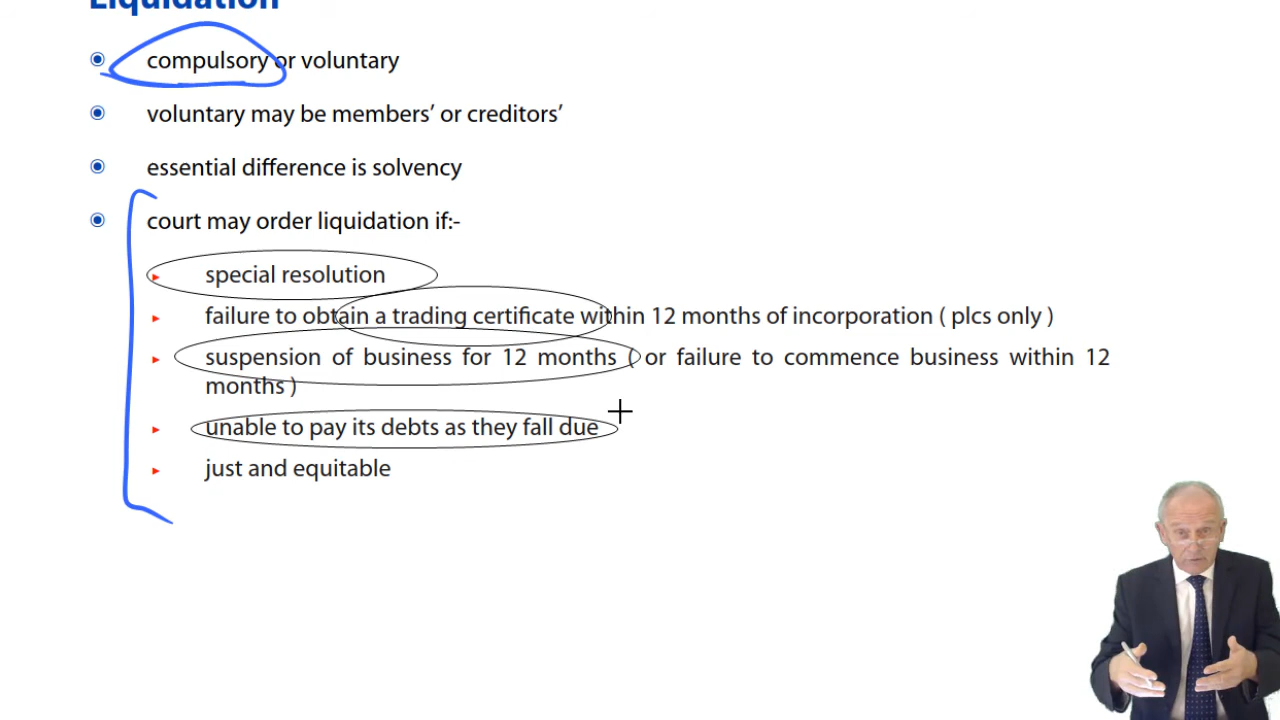 Liquidation
compulsory or voluntary
voluntary may be members’ or creditors’
essential difference is solvency
court may order liquidation if:-
special resolution
failure to obtain a trading certificate within 12 months of incorporation ( plcs only )
suspension of business for 12 months ( or failure to commence business within 12
months )
unable to pay its debts as they fall due
just and equitable